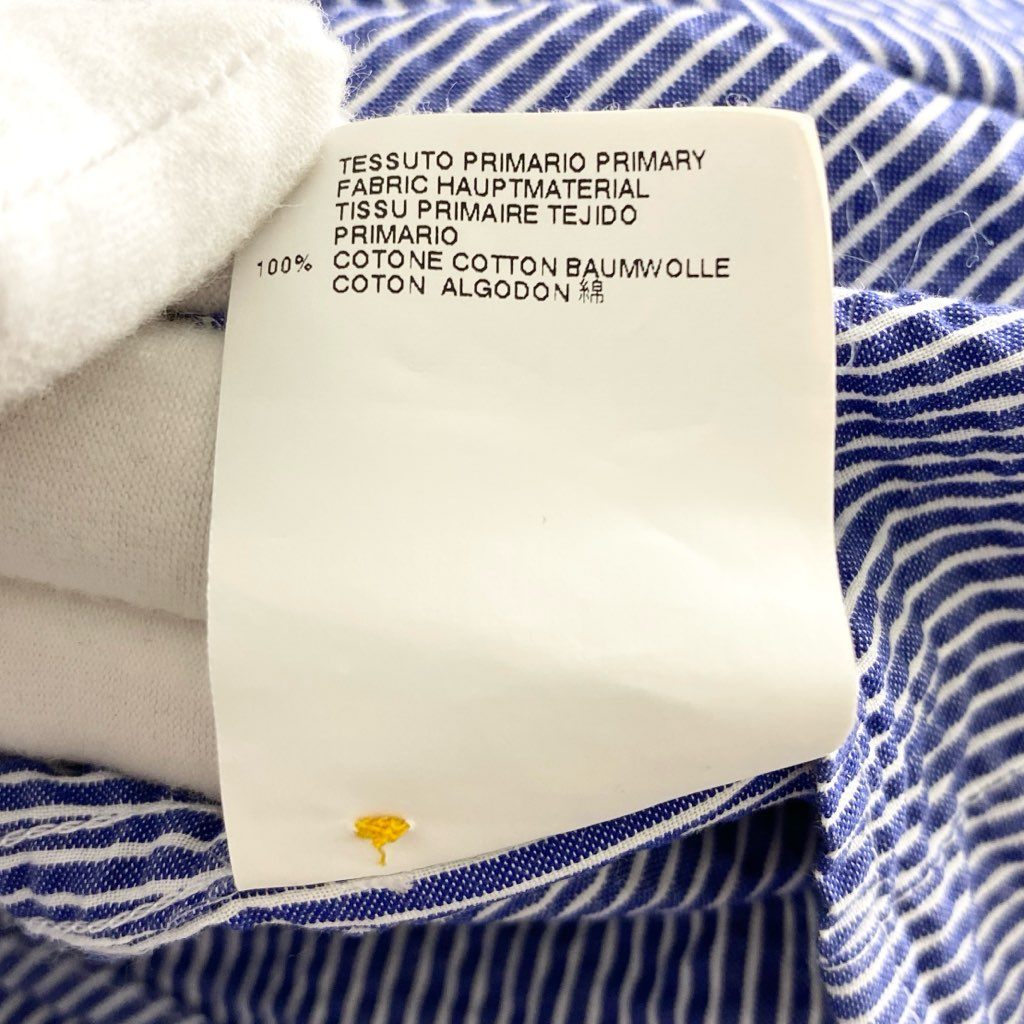 TESSUTO PRIMARIO PRIMARY
FABRIC HAUPTMATERIAL
TISSU PRIMAIRE TEJIDO
PRIMARIO
100% COTONE COTTON BAUMWOLLE
COTON ALGODON 綿